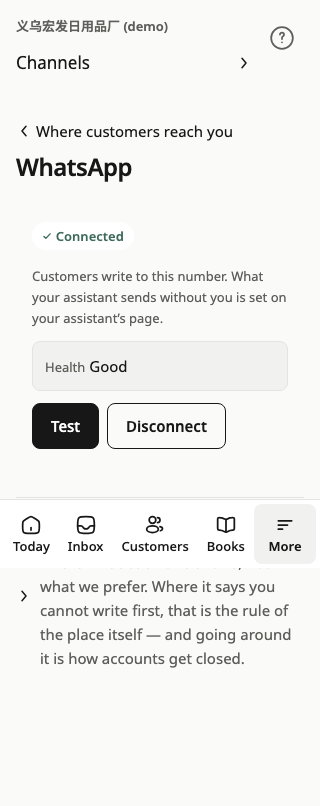 义乌宏发日用品厂 (demo)
Channels
Where customers reach you
WhatsApp
Connected
Customers write to this number. What
your assistant sends without you is set on
your assistant's page.
Health Good
Test Disconnect
Today Inbox Customers Books More
what we prefer. Where it says you
cannot write first, that is the rule of
the place itself — and going around
it is how accounts get closed.